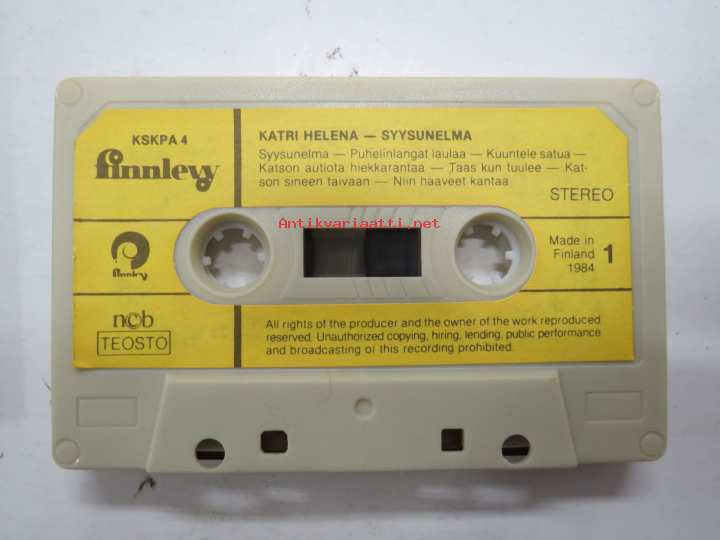 KSKPA 4
finnlevy
KATRI HELENA — SYYSUNELMA
Syysunelma — Puhelinlangat laulaa — Kuuntele satua —
Katson autiota hiekkarantaa — Taas kun tuulee — Kat-
son sineen taivaan — Niin haaveet kantaa
STEREO
Antikvariaatti.net
finnlevy
Made in
Finland
1984
1
ncb
TEOSTO
All rights of the producer and the owner of the work reproduced
reserved. Unauthorized copying, hiring, lending, public performance
and broadcasting of this recording prohibited.